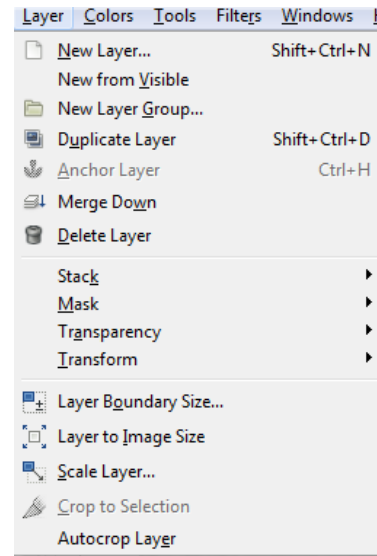 Layer Colors Tools Filters Windows
New Layer... Shift+Ctrl+N
New from Visible
New Layer Group...
Duplicate Layer Shift+Ctrl+D
Anchor Layer Ctrl+H
Merge Down
Delete Layer
Stack
Mask
Transparency
Transform
Layer Boundary Size...
Layer to Image Size
Scale Layer...
Crop to Selection
Autocrop Layer